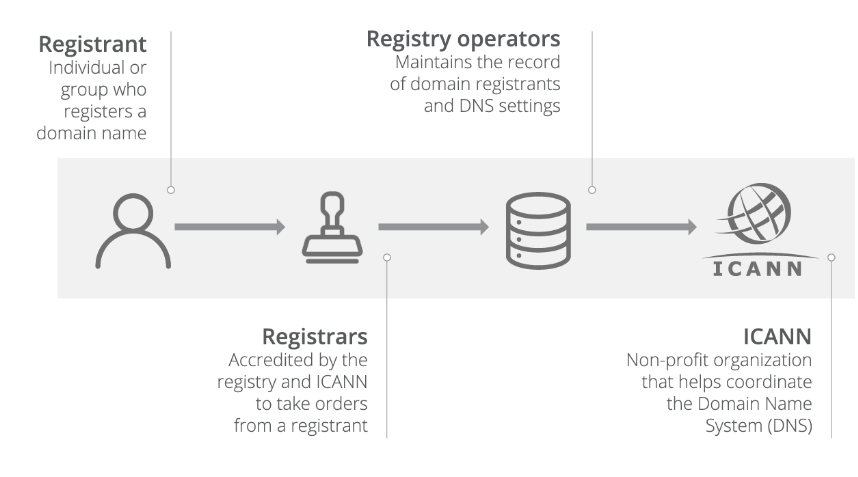 Registrant
Individual or
group who
registers a
domain name
Registry operators
Maintains the record
of domain registrants
and DNS settings
ICANN
Registrars
Accredited by the
registry and ICANN
to take orders
from a registrant
ICANN
Non-profit organization
that helps coordinate
the Domain Name
System (DNS)